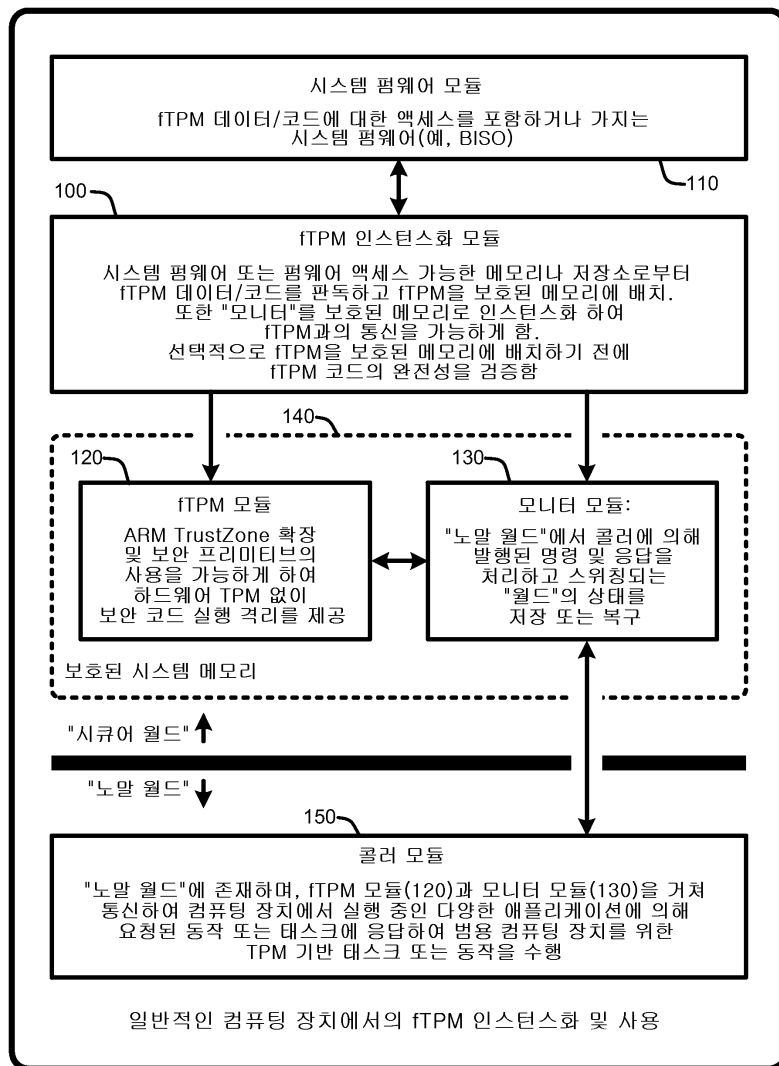 시스템 펌웨어 모듈
fTPM 데이터/코드에 대한 액세스를 포함하거나 가지는
시스템 펌웨어(예, BISO)
110
100
fTPM 인스턴스화 모듈
시스템 펌웨어 또는 펌웨어 액세스 가능한 메모리나 저장소로부터
fTPM 데이터/코드를 판독하고 fTPM을 보호된 메모리에 배치.
또한 "모니터"를 보호된 메모리로 인스턴스화 하여
fTPM과의 통신을 가능하게 함.
선택적으로 fTPM을 보호된 메모리에 배치하기 전에
fTPM 코드의 완전성을 검증함
140
120
fTPM 모듈
ARM TrustZone 확장
및 보안 프리미티브의
사용을 가능하게 하여
하드웨어 TPM 없이
보안 코드 실행 격리를 제공
130
모니터 모듈:
"노말 월드"에서 콜러에 의해
발행된 명령 및 응답을
처리하고 스위칭되는
"월드"의 상태를
저장 또는 복구
보호된 시스템 메모리
"시큐어 월드"
"노말 월드"
150
콜러 모듈
"노말 월드"에 존재하며, fTPM 모듈(120)과 모니터 모듈(130)을 거쳐
통신하여 컴퓨팅 장치에서 실행 중인 다양한 애플리케이션에 의해
요청된 동작 또는 태스크에 응답하여 범용 컴퓨팅 장치를 위한
TPM 기반 태스크 또는 동작을 수행
일반적인 컴퓨팅 장치에서의 fTPM 인스턴스화 및 사용